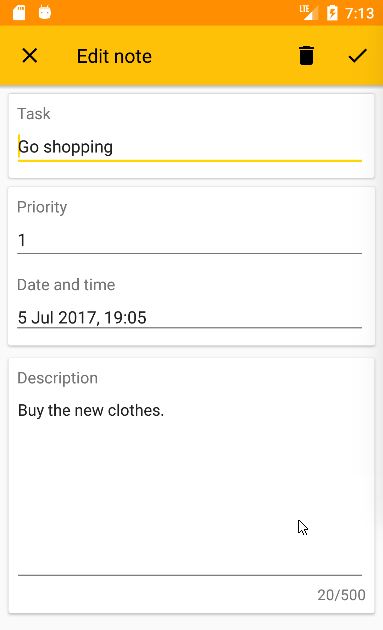 LTE 7:13
Edit note
Task
Go shopping
Priority
1
Date and time
5 Jul 2017, 19:05
Description
Buy the new clothes.
20/500